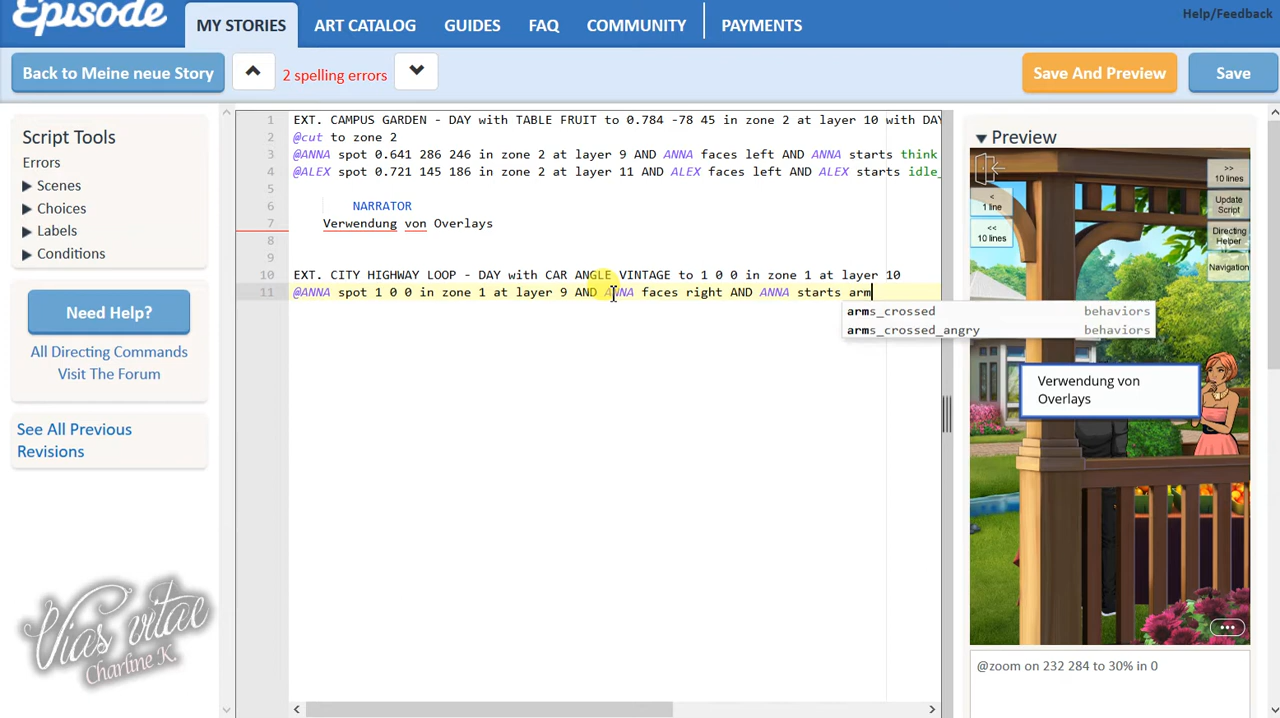 Episode
MY STORIES
ART CATALOG
GUIDES
FAQ
COMMUNITY
PAYMENTS
Help/Feedback
Back to Meine neue Story
2 spelling errors
Save And Preview
Save
Script Tools
Errors
Scenes
Choices
Labels
Conditions
Need Help?
All Directing Commands
Visit The Forum
See All Previous
Revisions
Vias vitae
Charline K.
1 EXT. CAMPUS GARDEN - DAY with TABLE FRUIT to 0.784 -78 45 in zone 2 at layer 10 with DAY
2 @cut to zone 2
3 @ANNA spot 0.641 286 246 in zone 2 at layer 9 AND ANNA faces left AND ANNA starts think
4 @ALEX spot 0.721 145 186 in zone 2 at layer 11 AND ALEX faces left AND ALEX starts idle_
5
6 NARRATOR
7 Verwendung von Overlays
8
9
10 EXT. CITY HIGHWAY LOOP - DAY with CAR ANGLE VINTAGE to 1 0 0 in zone 1 at layer 10
11 @ANNA spot 1 0 0 in zone 1 at layer 9 AND ANNA faces right AND ANNA starts arm
arms_crossed behaviors
arms_crossed_angry behaviors
Preview
<
1 line
<<
10 lines
>>
10 lines
Update
Script
Directing
Helper
Navigation
Verwendung von
Overlays
@zoom on 232 284 to 30% in 0